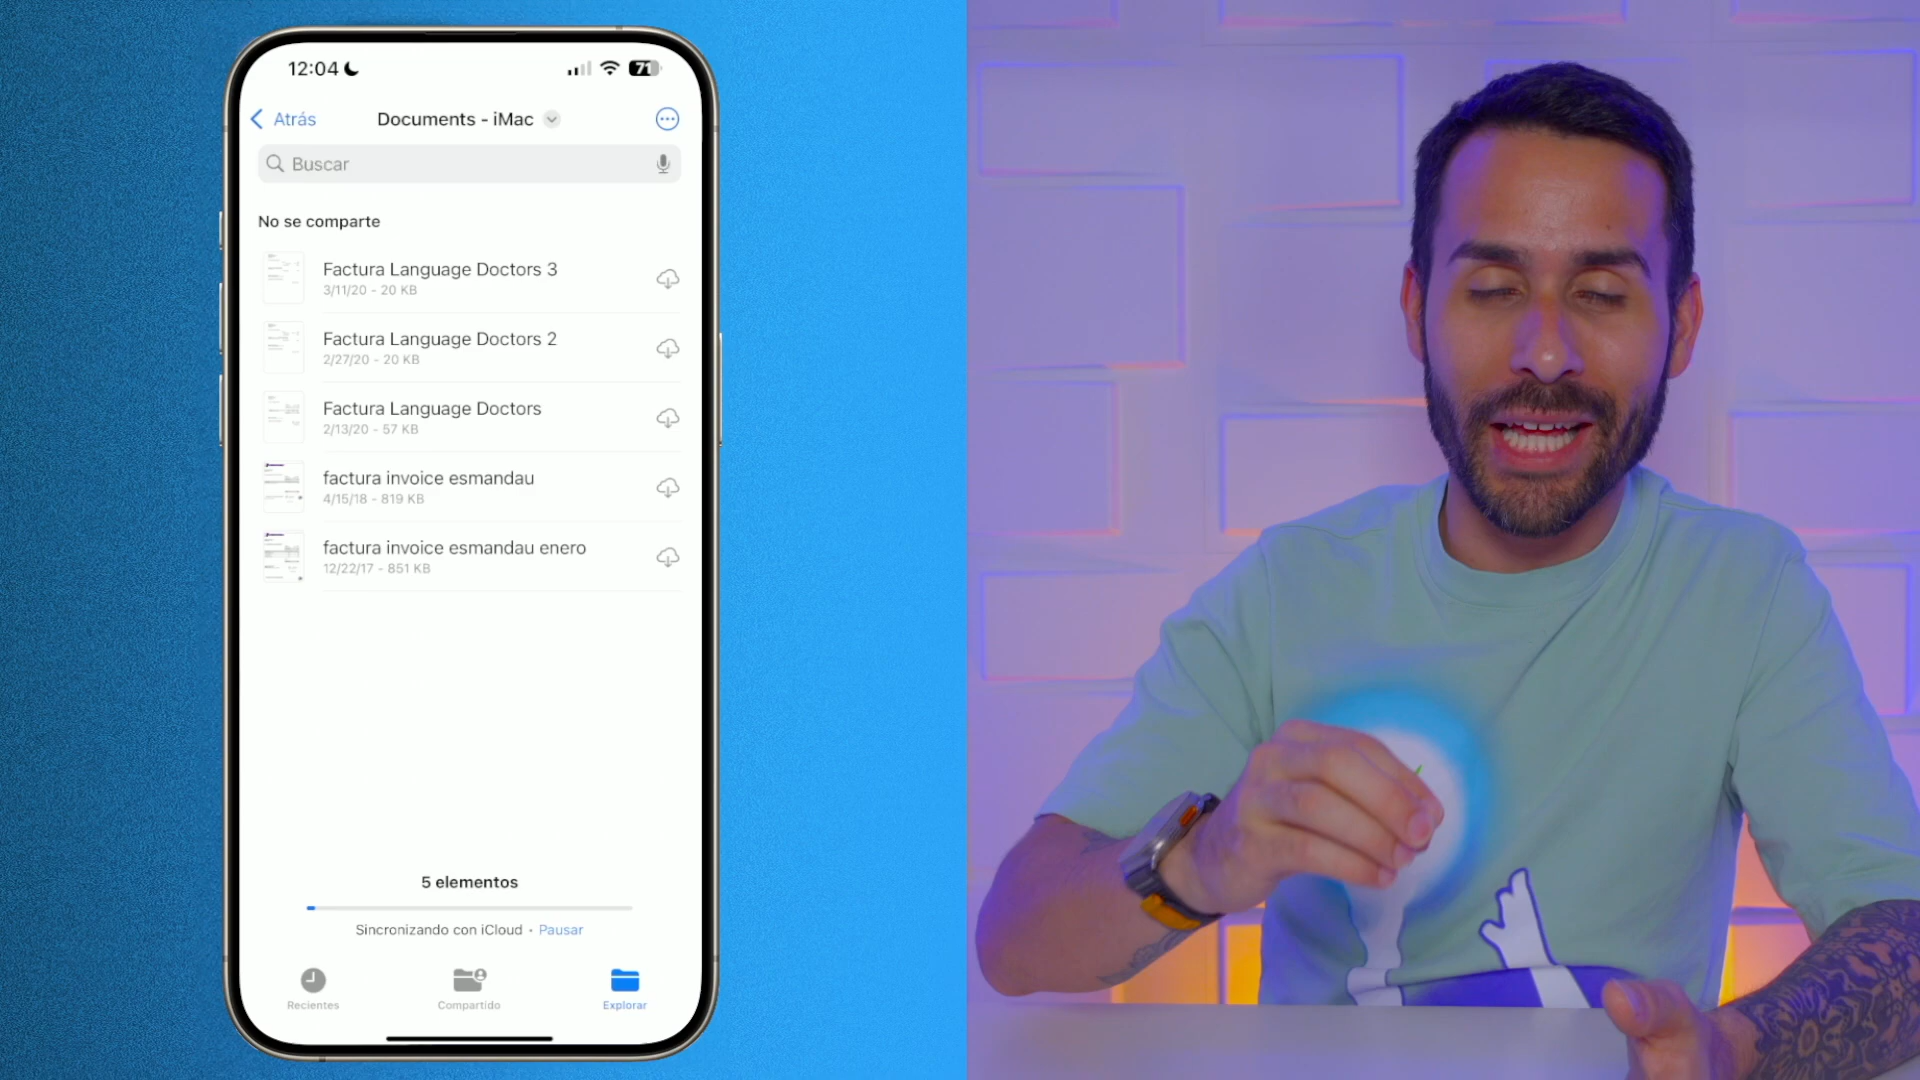 12:04
71
Atrás
Documents - iMac
Buscar
No se comparte
Factura Language Doctors 3
3/11/20 - 20 KB
Factura Language Doctors 2
2/27/20 - 20 KB
Factura Language Doctors
2/13/20 - 57 KB
factura invoice esmandau
4/15/18 - 819 KB
factura invoice esmandau enero
12/22/17 - 851 KB
5 elementos
Sincronizando con iCloud · Pausar
Recientes
Compartido
Explorar